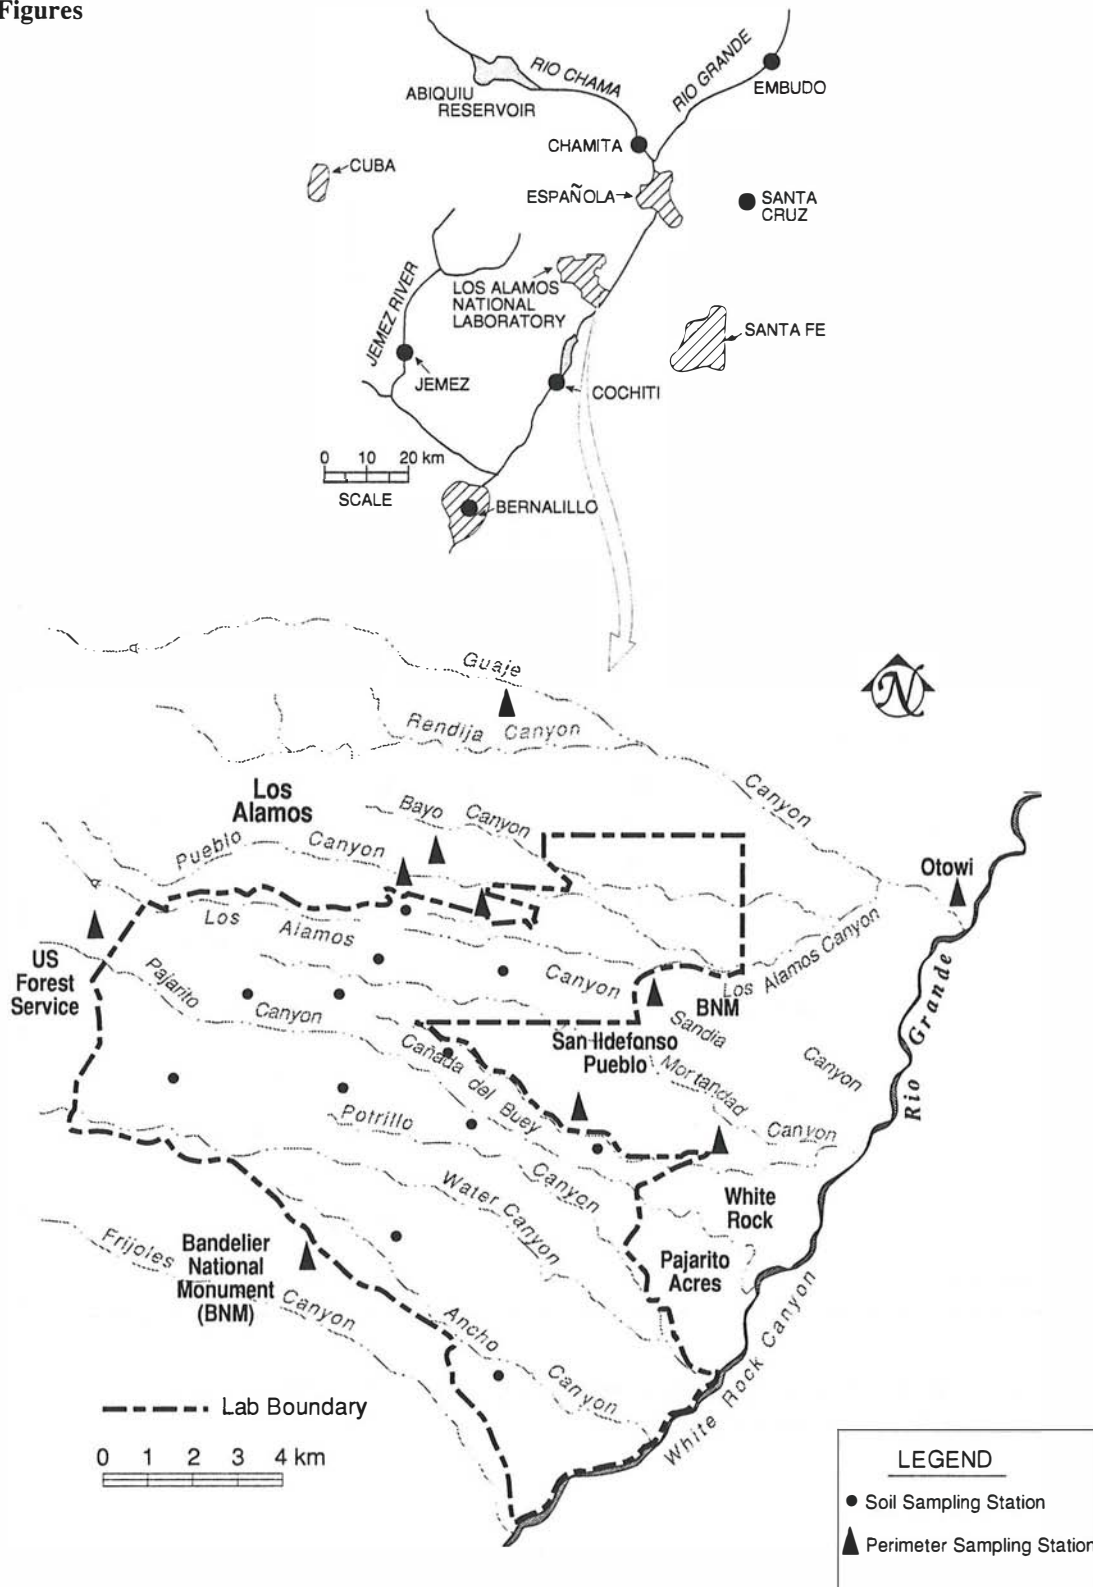 Figures
RIO CHAMA
RIO GRANDE
EMBUDO
ABIQUIU
RESERVOIR
CHAMITA
CUBA
ESPAÑOLA
SANTA
CRUZ
JEMEZ RIVER
LOS ALAMOS
NATIONAL
LABORATORY
SANTA FE
JEMEZ
COCHITI
0 10 20 km
SCALE
BERNALILLO
Guaje
N
Rendija Canyon
Canyon
Los
Alamos
Bayo Canyon
Pueblo Canyon
Otowi
Los Alamos
Canyon
Los Alamos Canyon
US
Forest
Service
Pajarito
Canyon
BNM
Sandia
Canyon
Rio Grande
San Ildefonso
Pueblo
Cañada del Buey
Mortandad
Canyon
Potrillo
Canyon
Water Canyon
White
Rock
Pajarito
Acres
Frijoles
Canyon
Bandelier
National
Monument
(BNM)
Ancho
Canyon
White Rock Canyon
Lab Boundary
0 1 2 3 4 km
LEGEND
Soil Sampling Station
Perimeter Sampling Station